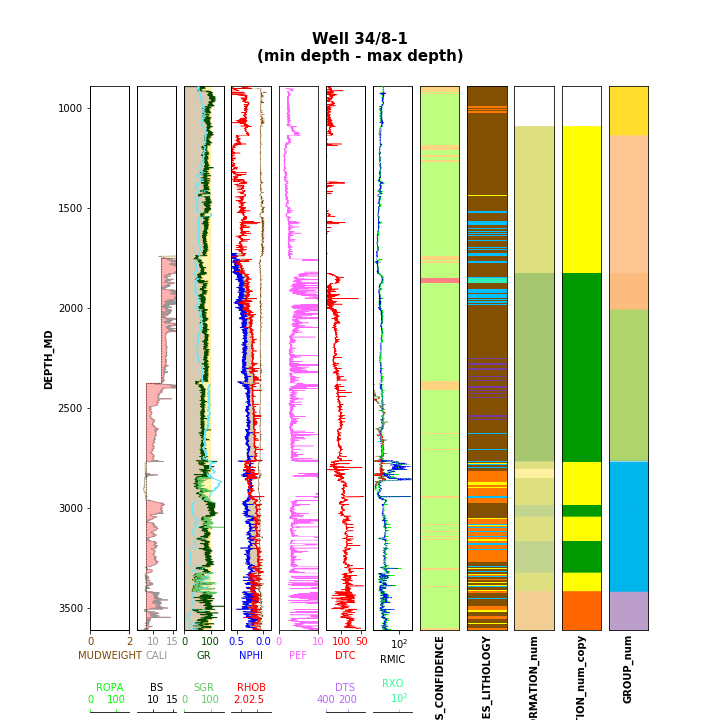 Well 34/8-1
(min depth - max depth)
DEPTH_MD
1000
1500
2000
2500
3000
3500
0 2
MUDWEIGHT
10 15
CALI
0 100
GR
0.5 0.0
NPHI
0 10
PEF
100 50
DTC
10²
RMIC
ROPA
0 100
BS
10 15
SGR
0 100
RHOB
2.02.5
DTS
400 200
RXO
10²
S_CONFIDENCE
ES_LITHOLOGY
RMATION_num
TION_num_copy
GROUP_num